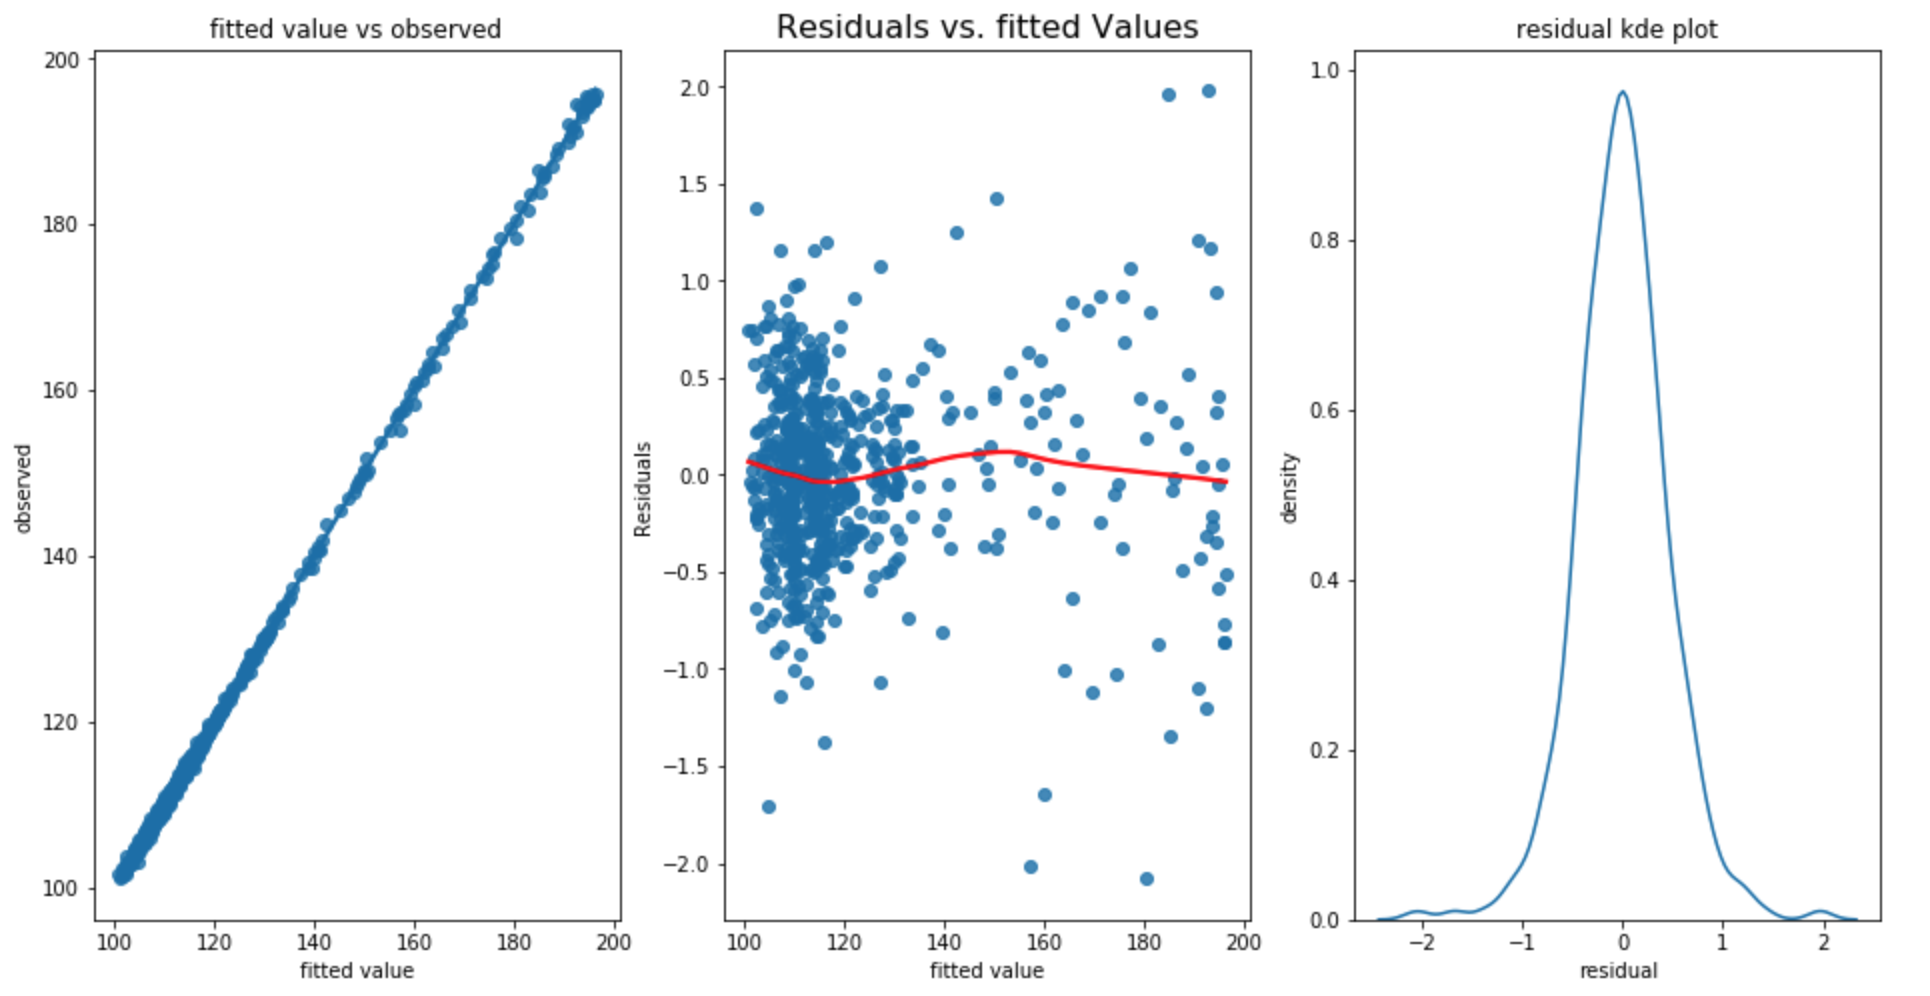 fitted value vs observed
200
180
160
140
120
100
observed
100 120 140 160 180 200
fitted value
Residuals vs. fitted Values
2.0
1.5
1.0
0.5
0.0
−0.5
−1.0
−1.5
−2.0
Residuals
100 120 140 160 180 200
fitted value
residual kde plot
1.0
0.8
0.6
0.4
0.2
0.0
density
−2 −1 0 1 2
residual